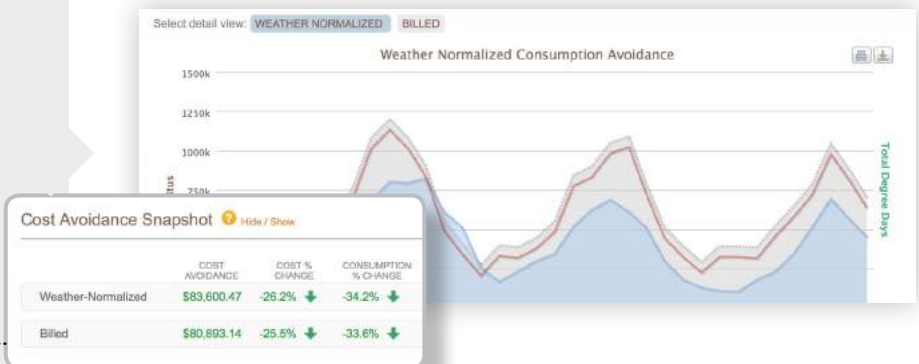 Select detail view: WEATHER NORMALIZED BILLED
Weather Normalized Consumption Avoidance
1500k
1250k
1000k
750k
Total Degree Days
Cost Avoidance Snapshot ? Hide / Show
COST AVOIDANCE COST % CHANGE CONSUMPTION % CHANGE
Weather-Normalized $83,600.47 -26.2% -34.2%
Billed $80,893.14 -25.5% -33.6%